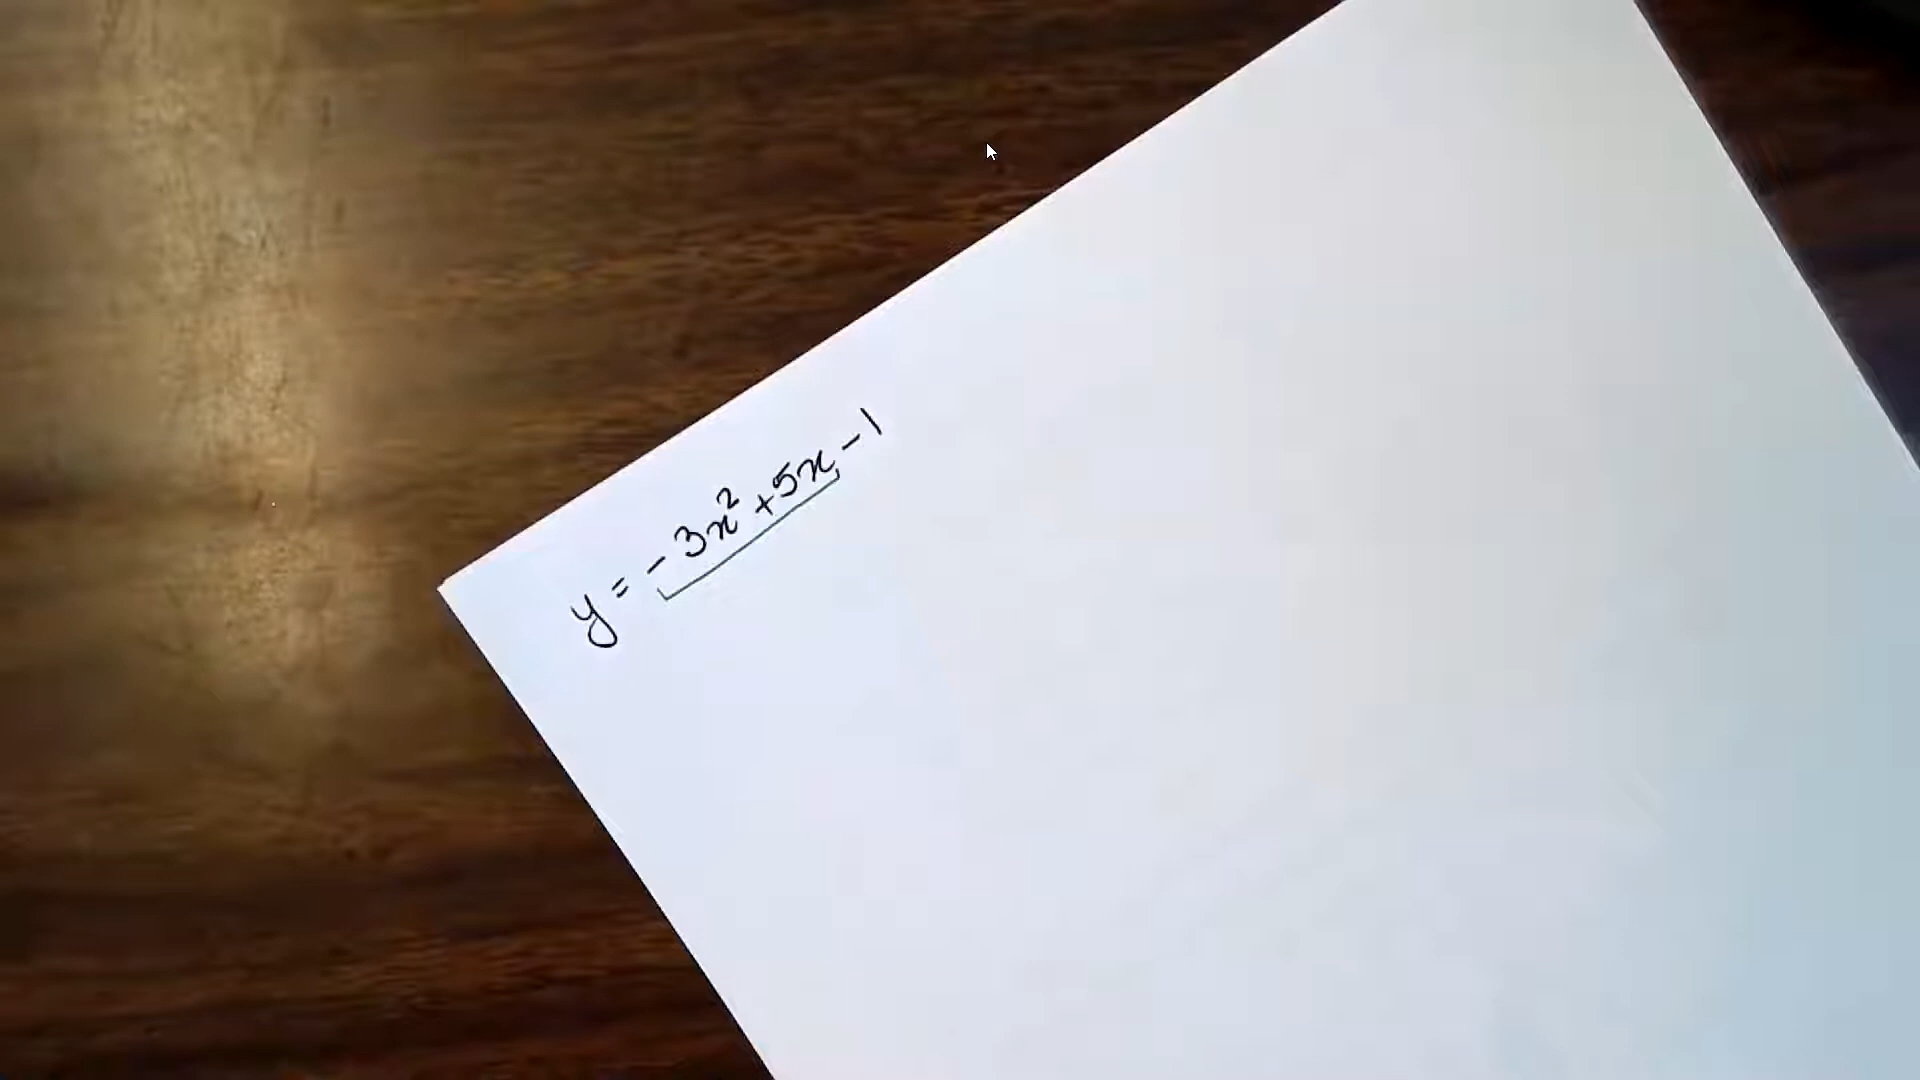 y = -3x² + 5x - 1